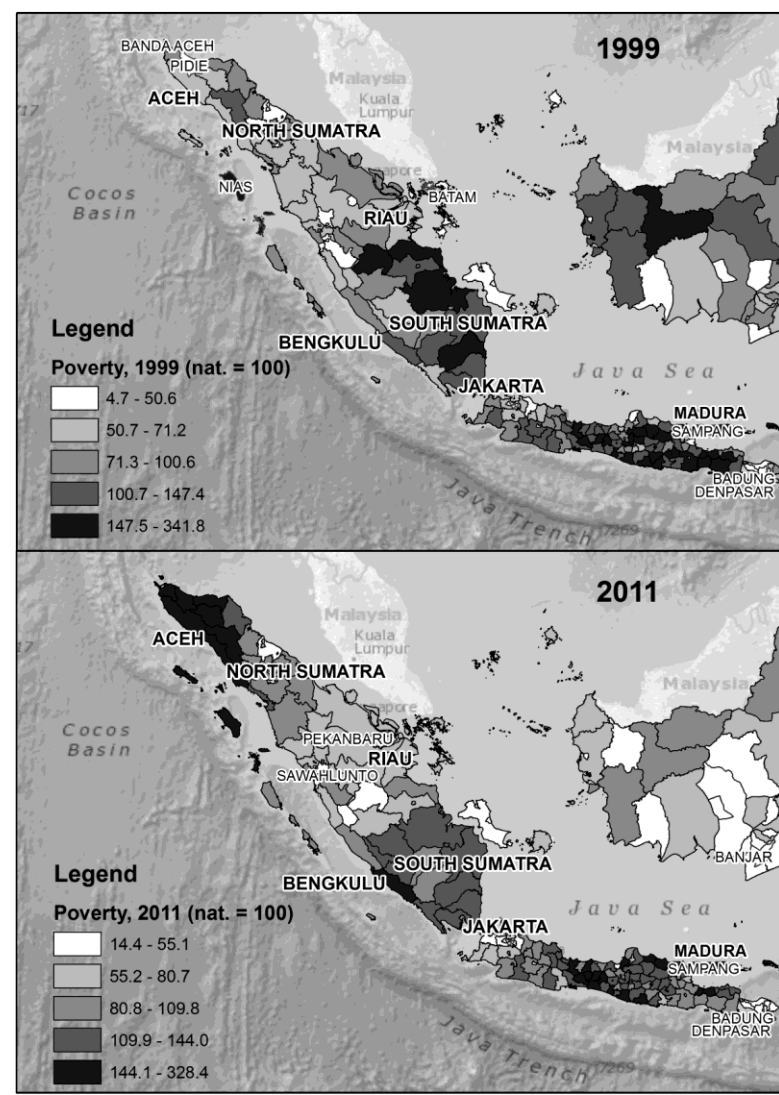 1999
BANDA ACEH
PIDIE
Malaysia
Kuala
Lumpur
ACEH
NORTH SUMATRA
Malaysia
Cocos
Basin
NIAS
BATAM
RIAU
Legend
SOUTH SUMATRA
BENGKULU
Poverty, 1999 (nat. = 100)
Java Sea
JAKARTA
4.7 - 50.6
MADURA
50.7 - 71.2
SAMPANG
71.3 - 100.6
BADUNG
100.7 - 147.4
DENPASAR
147.5 - 341.8
Java Trench
7269
2011
Malaysia
Kuala
Lumpur
ACEH
NORTH SUMATRA
Malaysia
Cocos
Basin
PEKANBARU
RIAU
SAWAHLUNTO
BANJAR
SOUTH SUMATRA
Legend
BENGKULU
Poverty, 2011 (nat. = 100)
Java Sea
JAKARTA
14.4 - 55.1
MADURA
55.2 - 80.7
SAMPANG
80.8 - 109.8
BADUNG
109.9 - 144.0
DENPASAR
144.1 - 328.4
Java Trench
7269